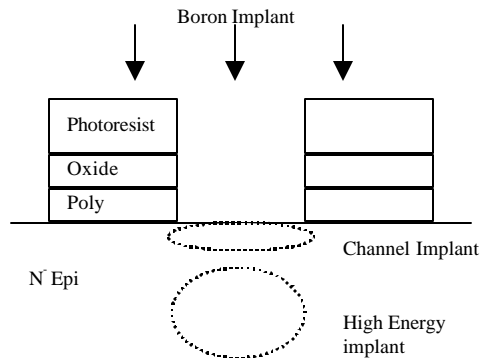 Boron Implant
Photoresist
Oxide
Poly
Channel Implant
N⁻ Epi
High Energy
implant